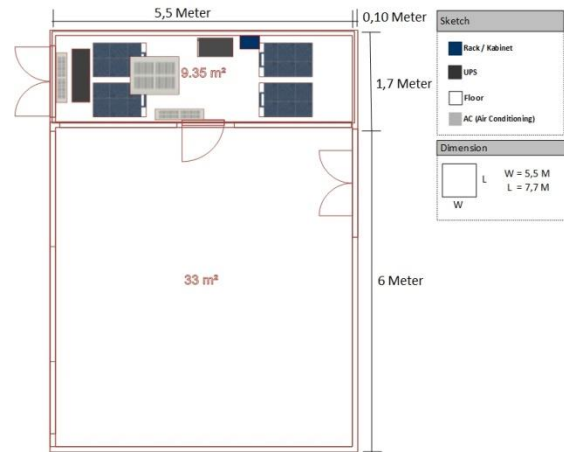 5,5 Meter
0,10 Meter
9.35 m²
1,7 Meter
33 m²
6 Meter
Sketch
Rack / Kabinet
UPS
Floor
AC (Air Conditioning)
Dimension
L
W
W = 5,5 M
L = 7,7 M